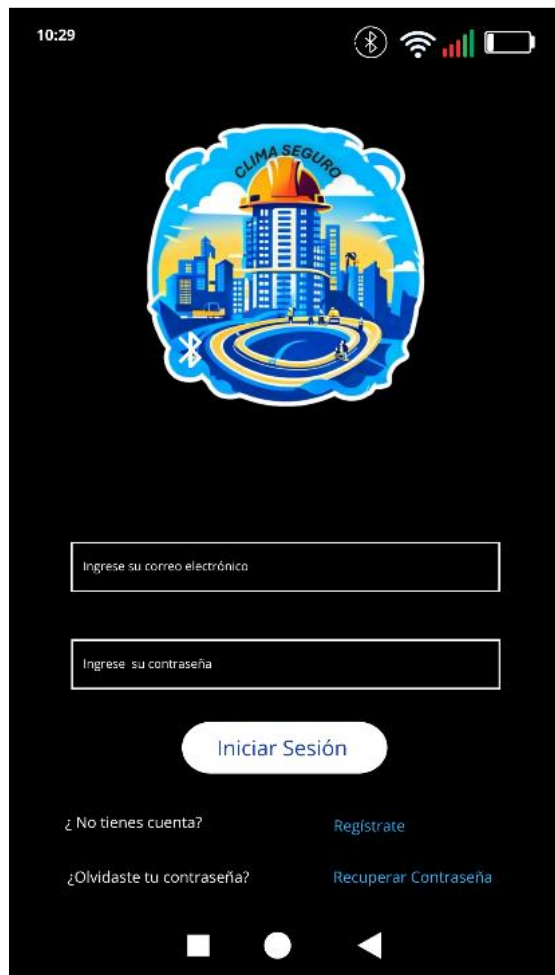 10:29
CLIMA SEGURO
Ingrese su correo electrónico
Ingrese su contraseña
Iniciar Sesión
¿ No tienes cuenta? Regístrate
¿Olvidaste tu contraseña? Recuperar Contraseña